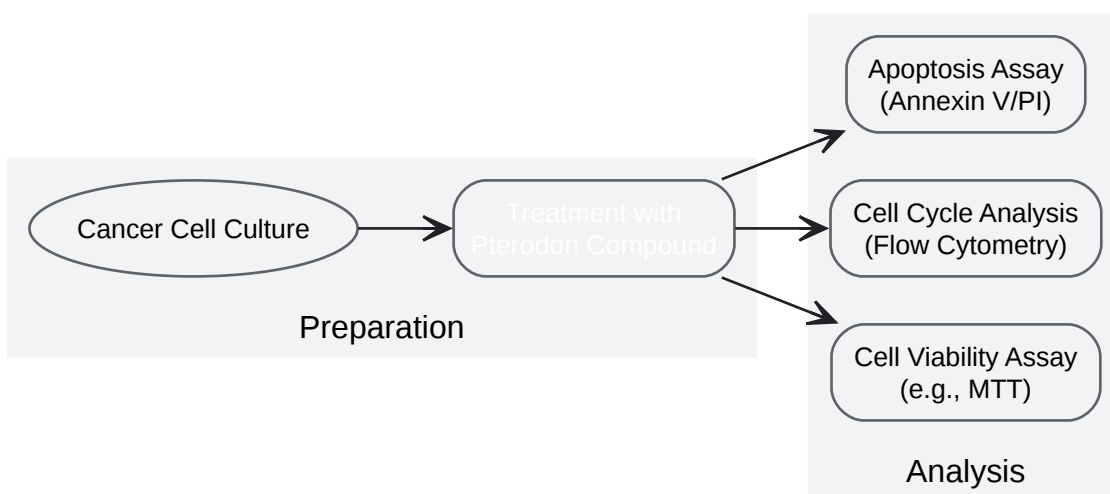 Cancer Cell Culture
Treatment with
Pterodon Compound
Preparation
Apoptosis Assay
(Annexin V/PI)
Cell Cycle Analysis
(Flow Cytometry)
Cell Viability Assay
(e.g., MTT)
Analysis